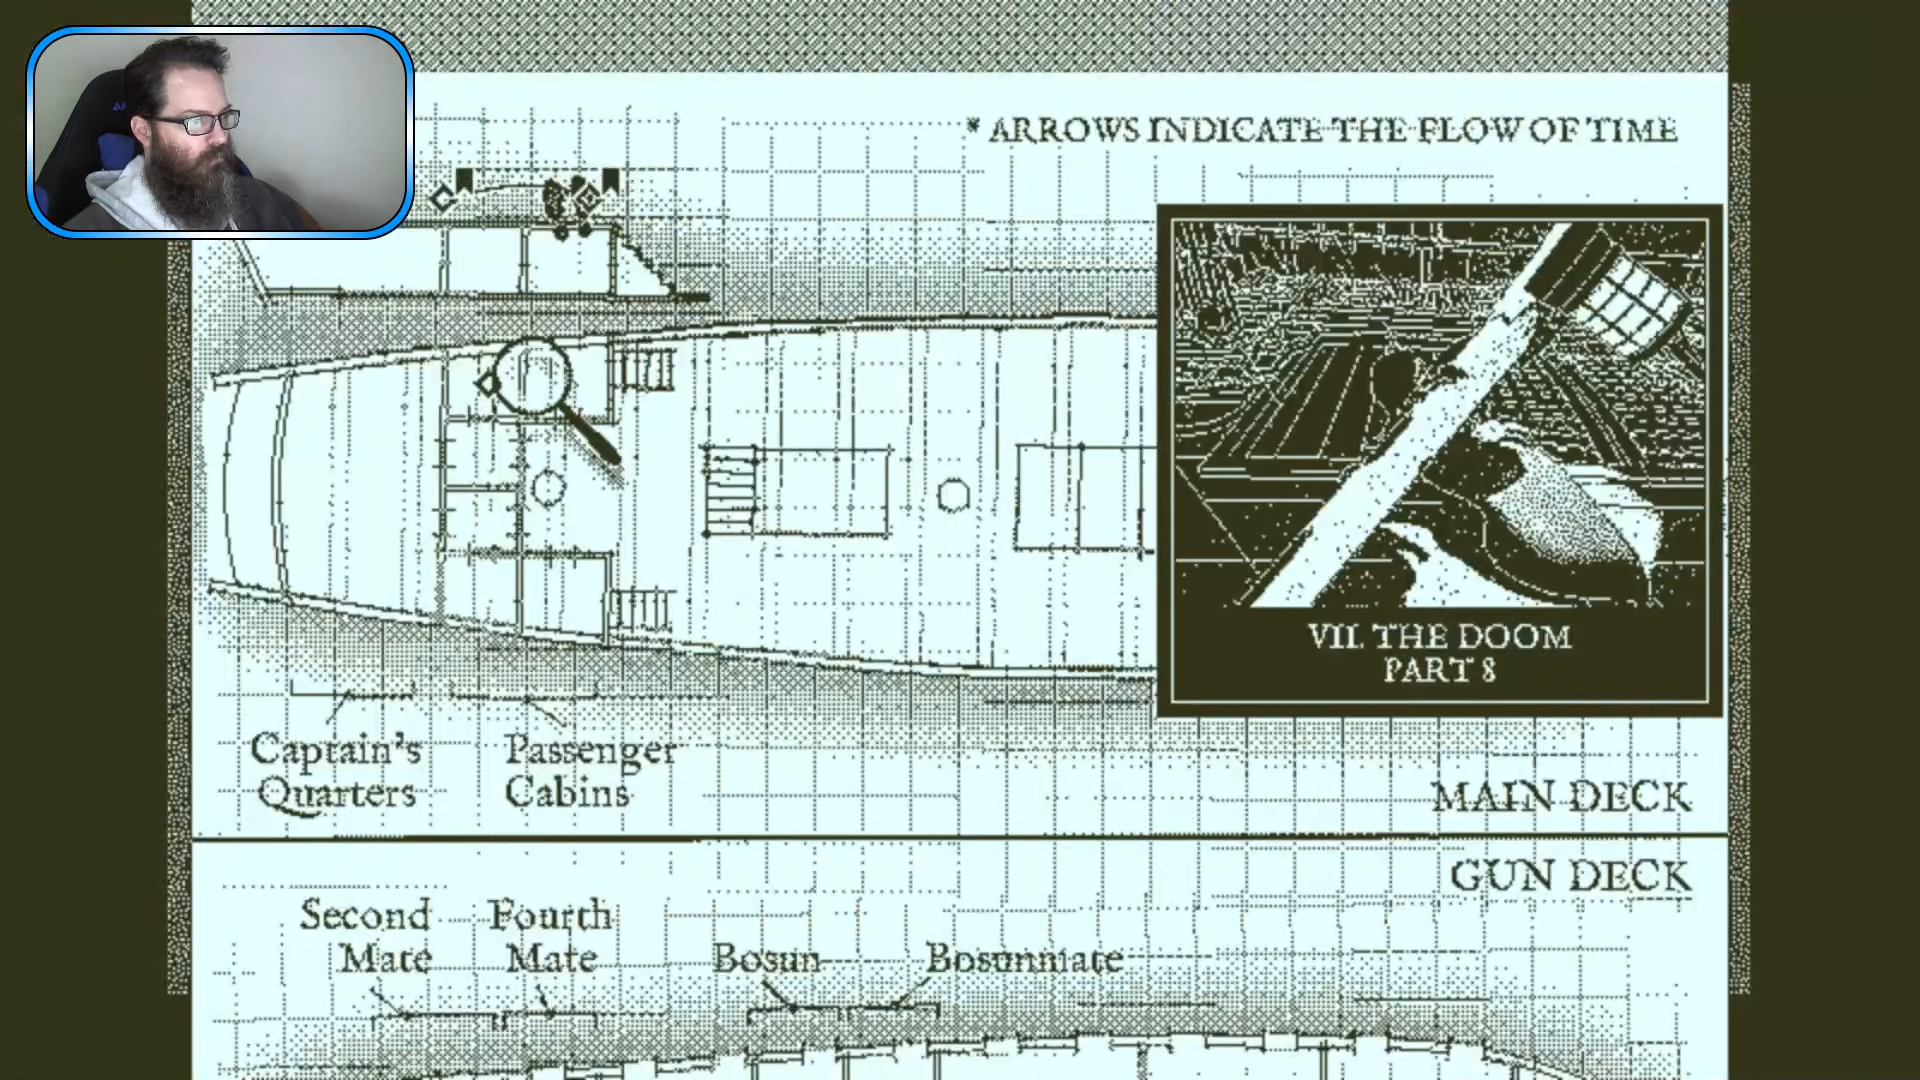 * ARROWS INDICATE THE FLOW OF TIME
VII. THE DOOM
PART 8
Captain's
Quarters
Passenger
Cabins
MAIN DECK
GUN DECK
Second
Mate
Fourth
Mate
Bosun
Bosunmate